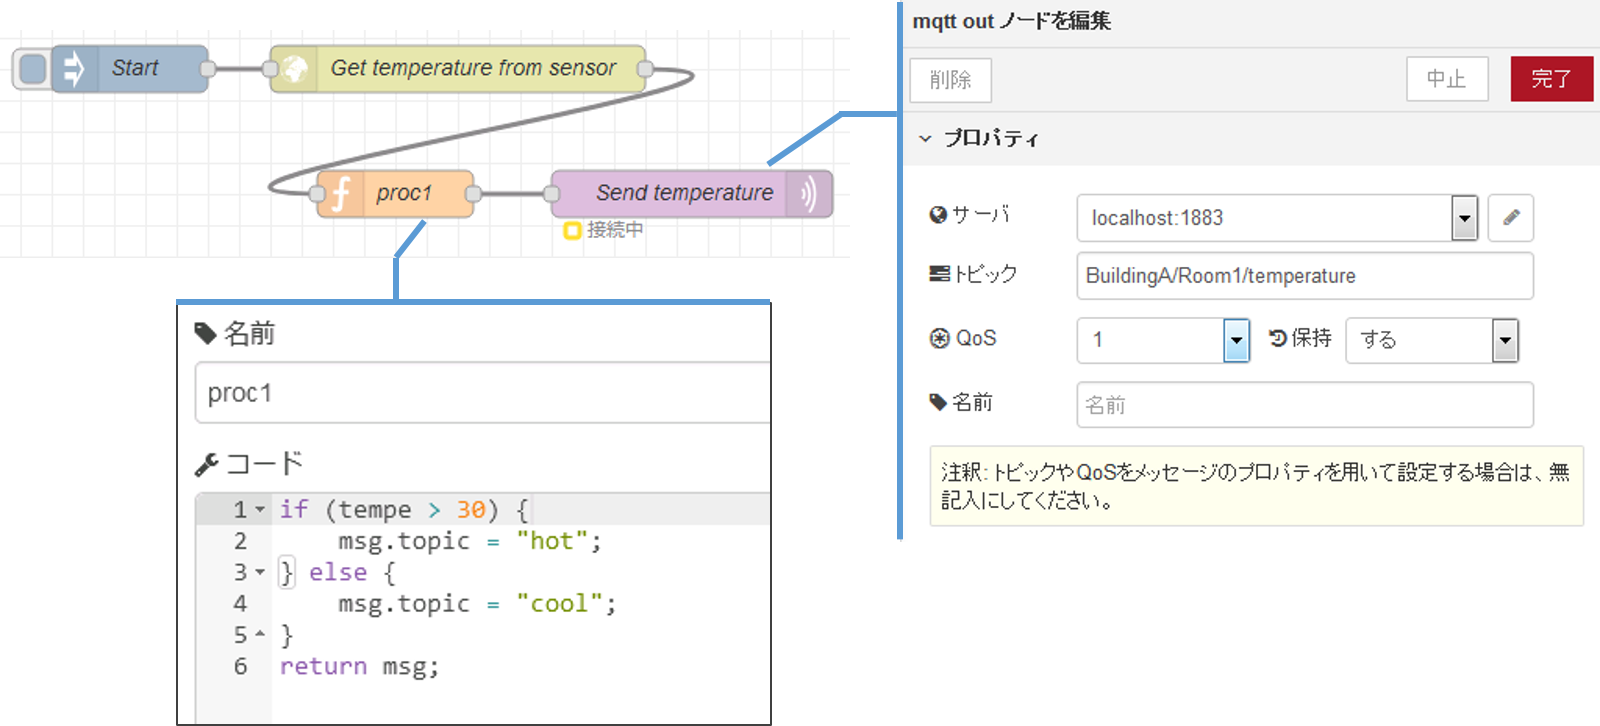 Start
Get temperature from sensor
proc1
Send temperature
接続中
名前
proc1
コード
1 if (tempe > 30) {
2 msg.topic = "hot";
3 } else {
4 msg.topic = "cool";
5 }
6 return msg;
mqtt out ノードを編集
削除
中止
完了
プロパティ
サーバ
localhost:1883
トピック
BuildingA/Room1/temperature
QoS
1
保持
する
名前
名前
注釈: トピックやQoSをメッセージのプロパティを用いて設定する場合は、無
記入にしてください。